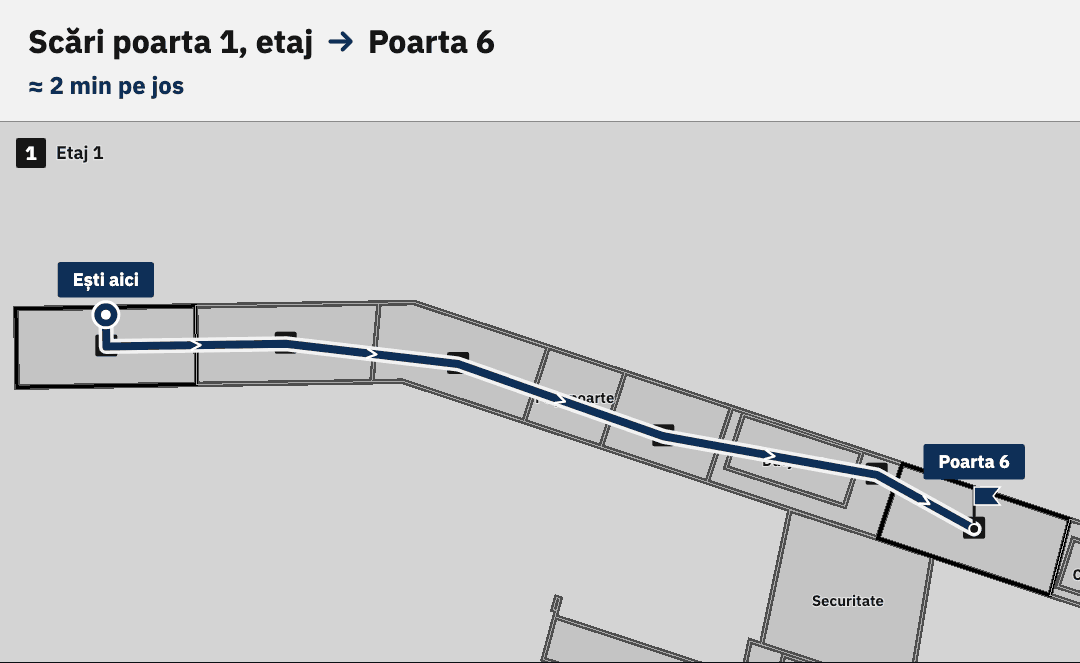 Scări poarta 1, etaj → Poarta 6
≈ 2 min pe jos
1 Etaj 1
Ești aici
Poarta 6
Securitate